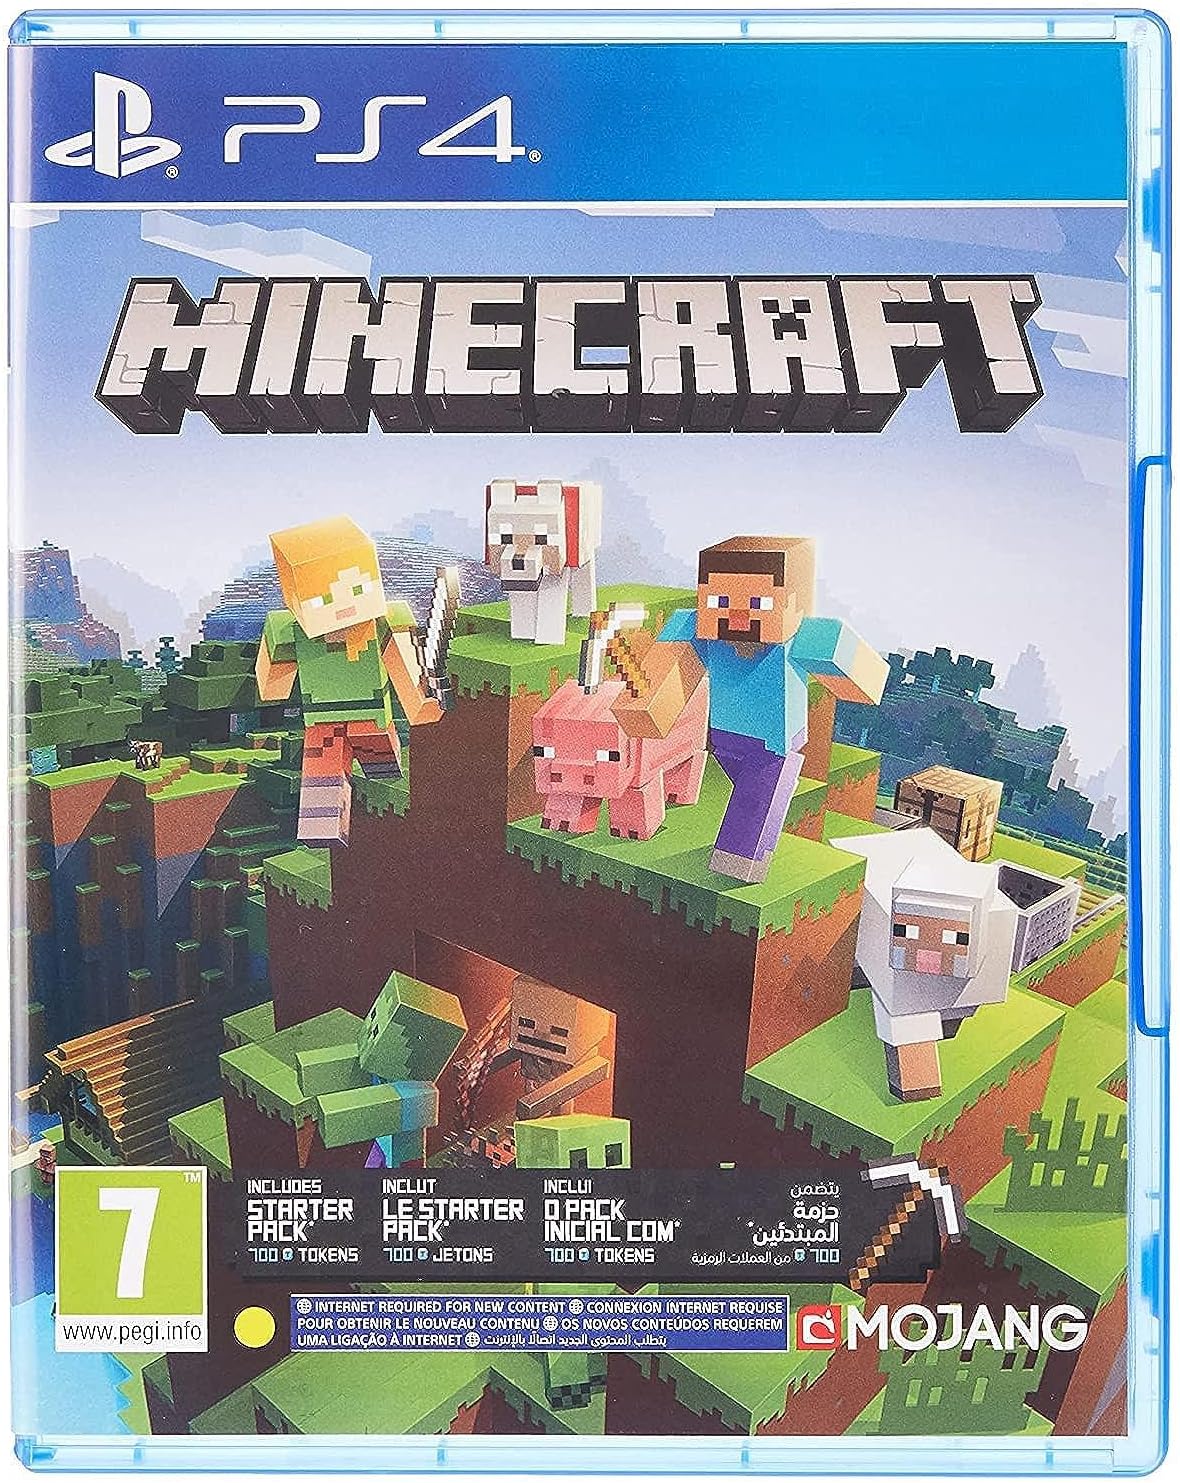 PS4
MINECRAFT
INCLUDES
STARTER
PACK*
700 TOKENS
INCLUT
LE STARTER
PACK*
700 JETONS
INCLUI
O PACK
INICIAL COM*
700 TOKENS
يتضمن
حزمة
المبتدئين*
700 من العملات الرمزية
7™
www.pegi.info
INTERNET REQUIRED FOR NEW CONTENT CONNEXION INTERNET REQUISE
POUR OBTENIR LE NOUVEAU CONTENU OS NOVOS CONTEÚDOS REQUEREM
UMA LIGAÇÃO À INTERNET يتطلب المحتوى الجديد اتصالًا بالإنترنت
MOJANG